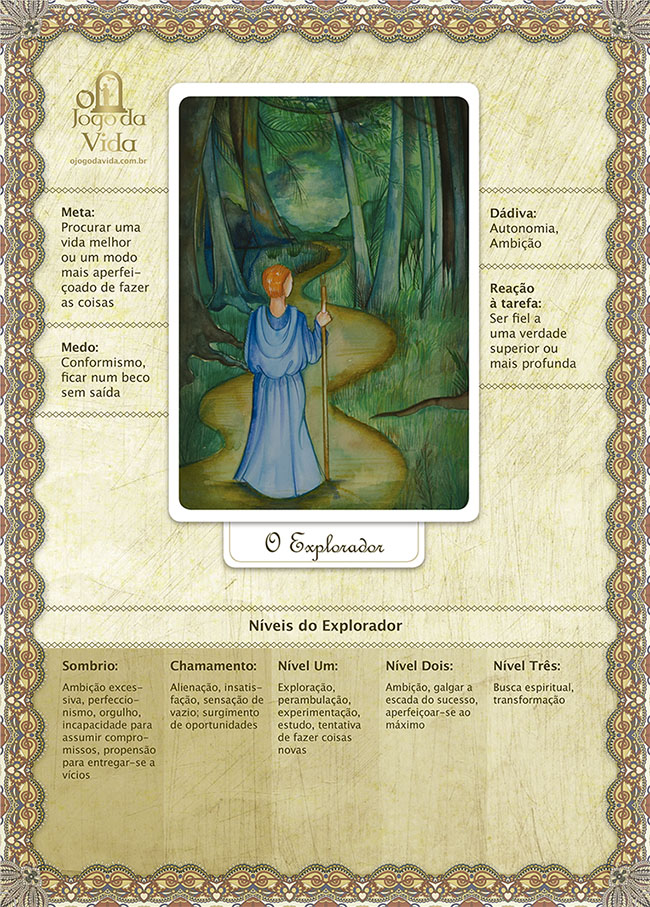 O
Jogo da
Vida
ojogodavida.com.br
Meta:
Procurar uma
vida melhor
ou um modo
mais aperfei-
çoado de fazer
as coisas
Medo:
Conformismo,
ficar num beco
sem saída
Dádiva:
Autonomia,
Ambição
Reação
à tarefa:
Ser fiel a
uma verdade
superior ou
mais profunda
O Explorador
Níveis do Explorador
Sombrio:
Ambição exces-
siva, perfeccio-
nismo, orgulho,
incapacidade para
assumir compro-
missos, propensão
para entregar-se a
vícios
Chamamento:
Alienação, insatis-
fação, sensação de
vazio; surgimento
de oportunidades
Nível Um:
Exploração,
perambulação,
experimentação,
estudo, tentativa
de fazer coisas
novas
Nível Dois:
Ambição, galgar a
escada do sucesso,
aperfeiçoar-se ao
máximo
Nível Três:
Busca espiritual,
transformação